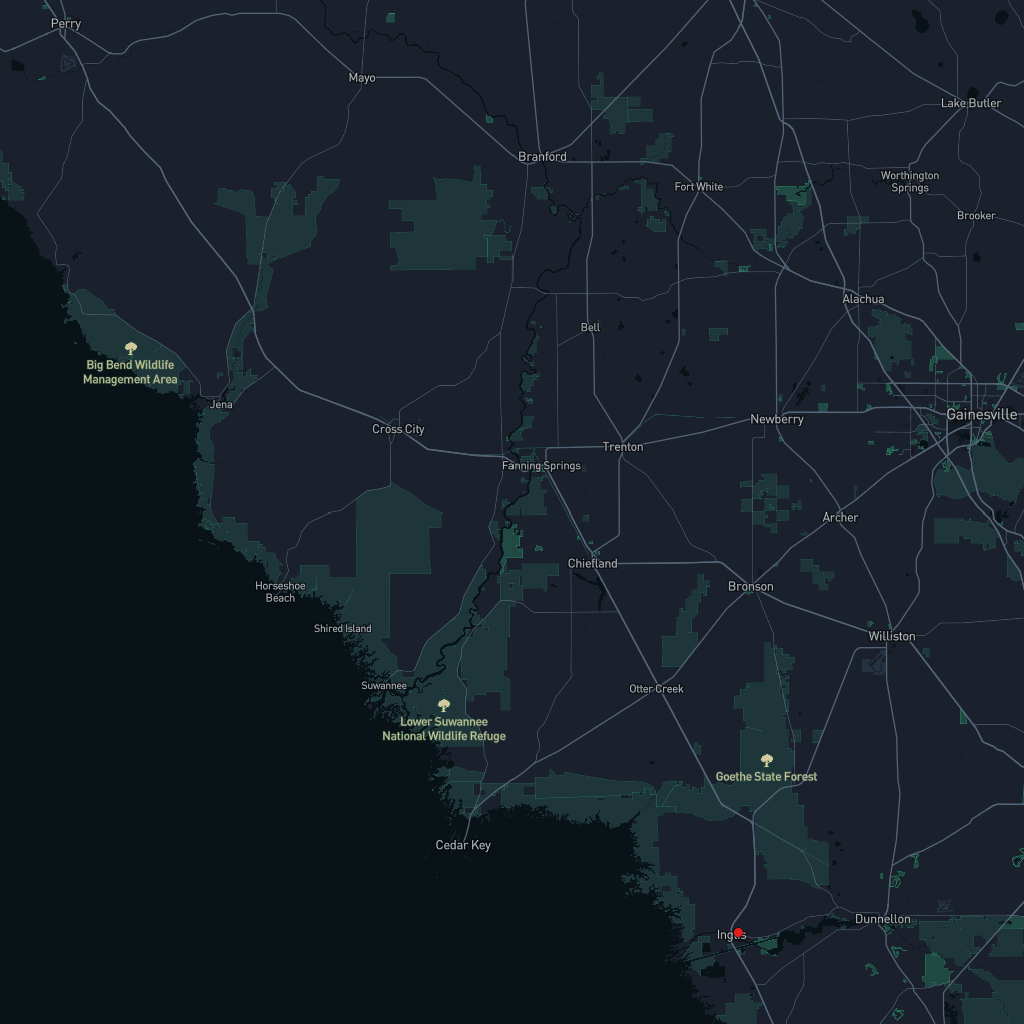 Perry
Mayo
Lake Butler
Branford
Worthington
Springs
Fort White
Brooker
Alachua
Bell
Big Bend Wildlife
Management Area
Jena
Gainesville
Newberry
Cross City
Trenton
Fanning Springs
Archer
Chiefland
Bronson
Horseshoe
Beach
Shired Island
Williston
Suwannee
Otter Creek
Lower Suwannee
National Wildlife Refuge
Goethe State Forest
Cedar Key
Dunnellon
Inglis